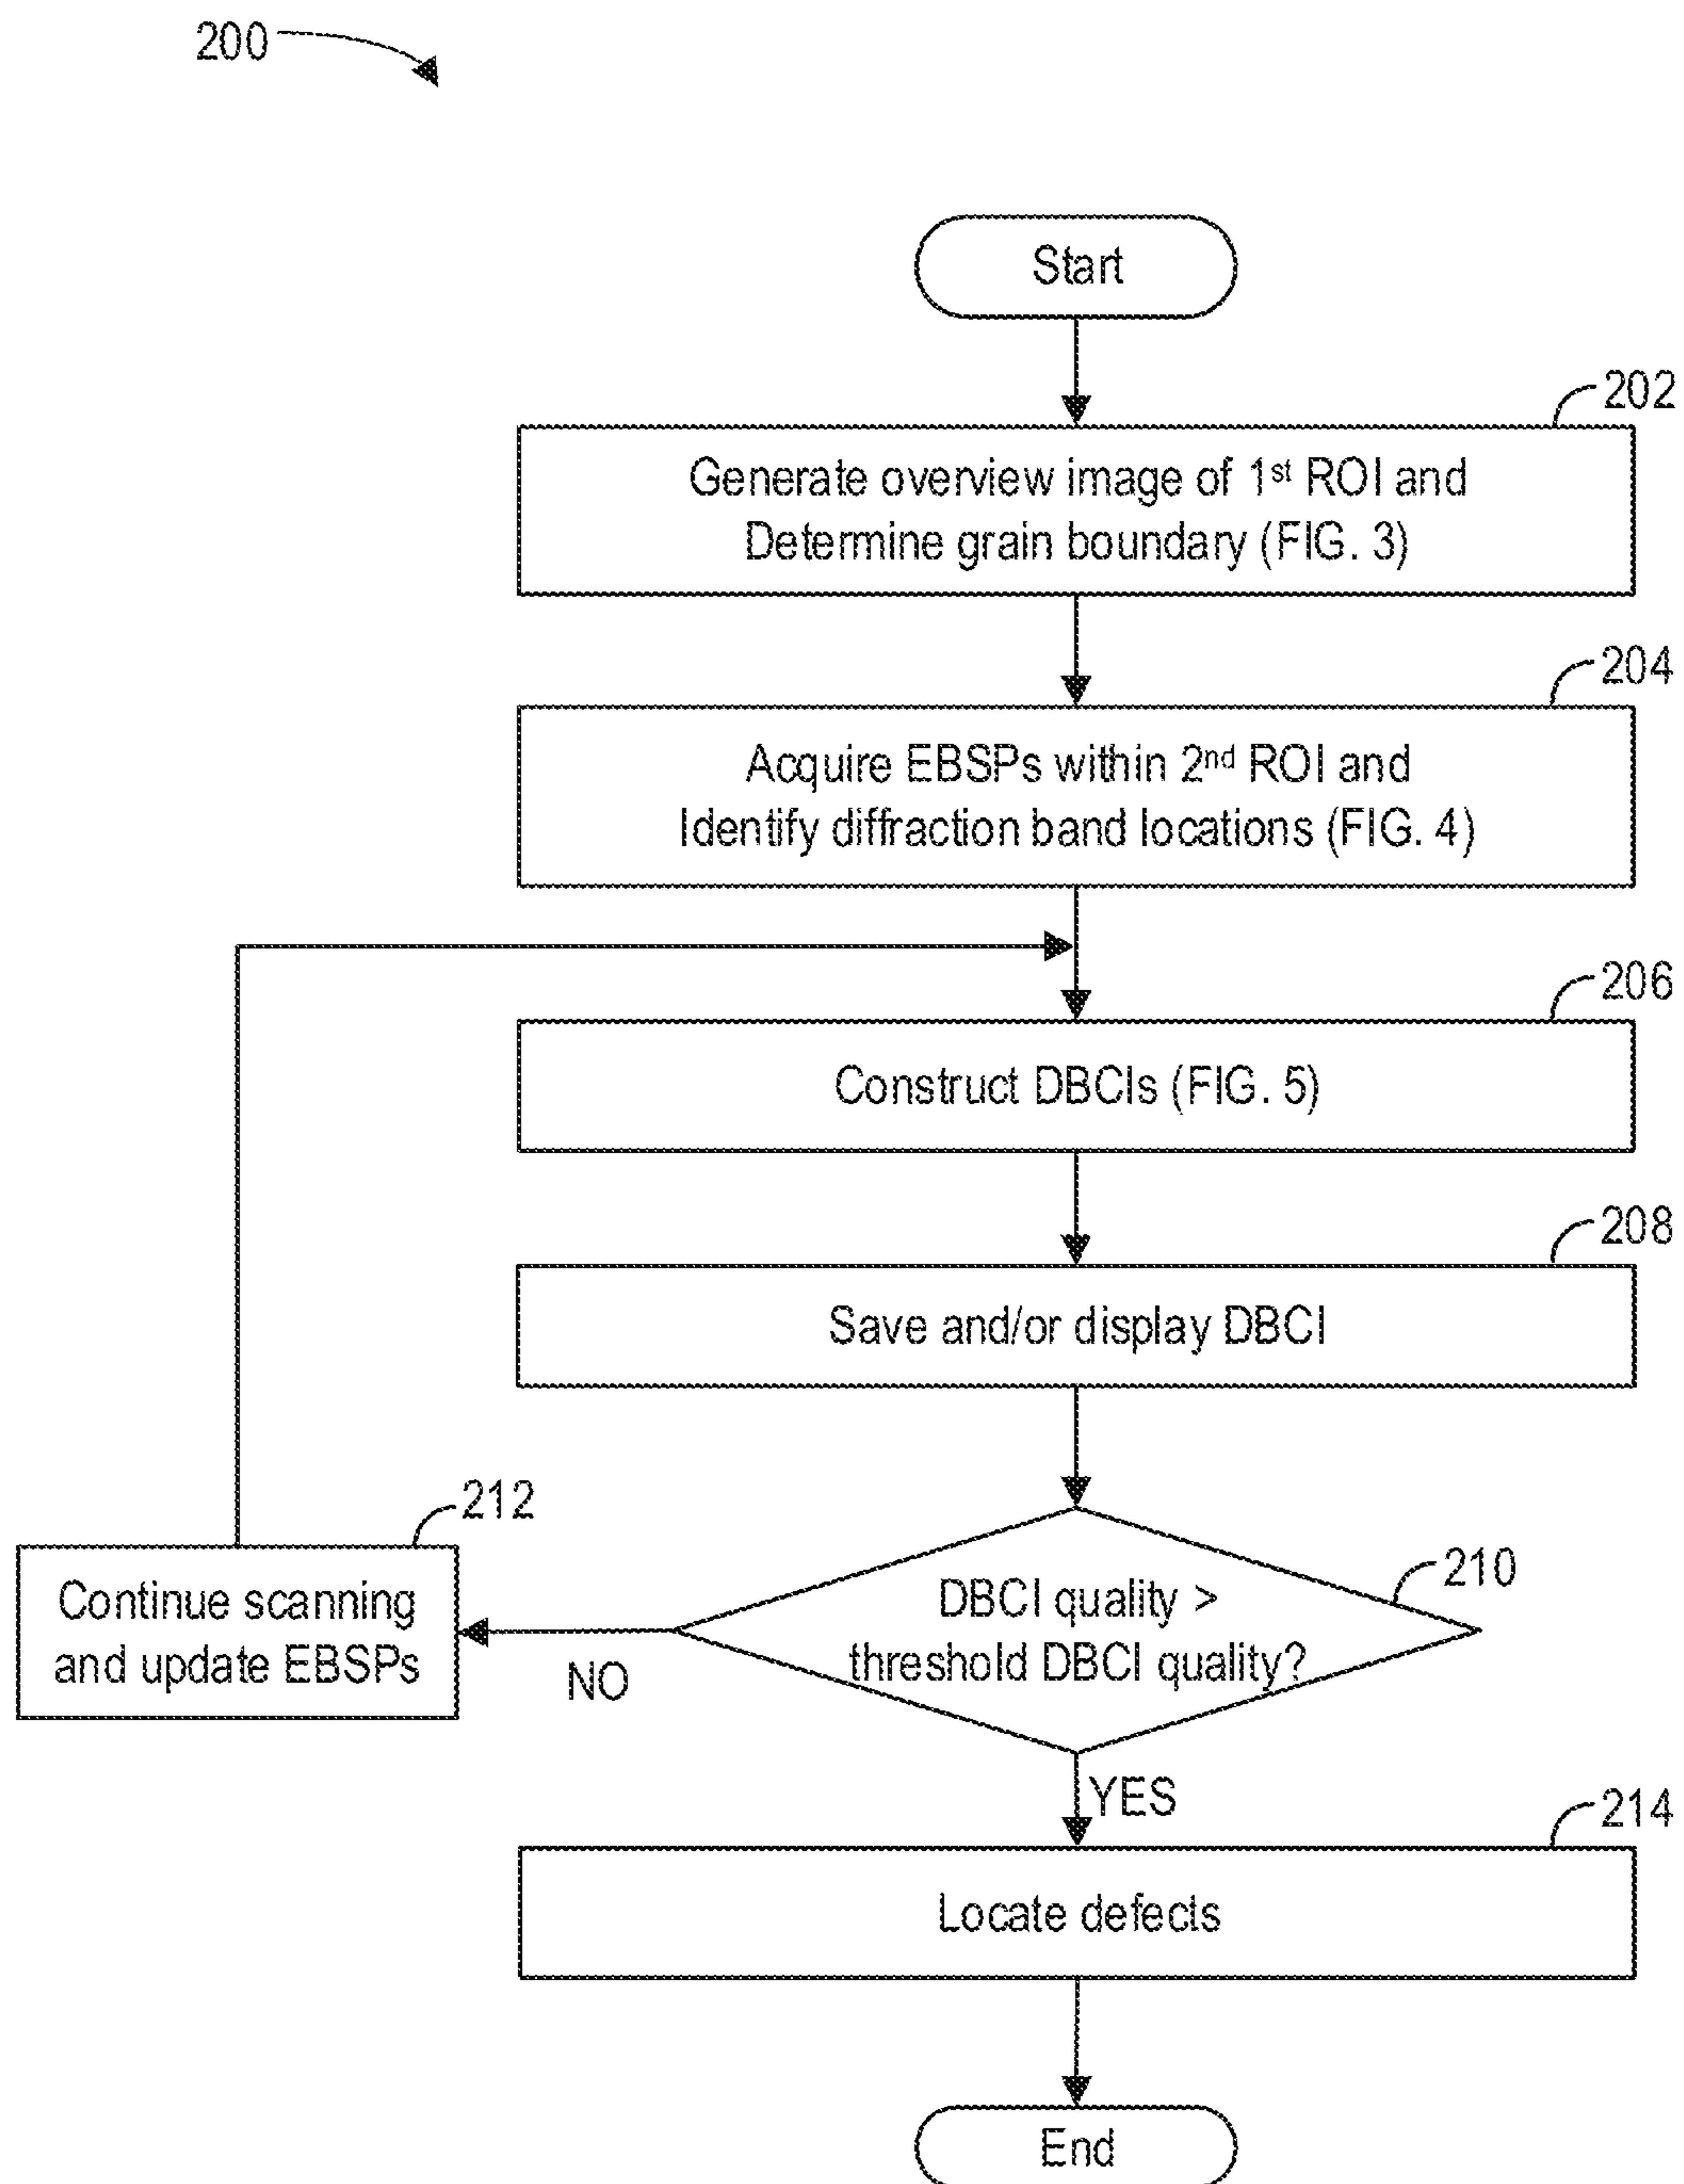 200
Start
202
Generate overview image of 1st ROI and
Determine grain boundary (FIG. 3)
204
Acquire EBSPs within 2nd ROI and
Identify diffraction band locations (FIG. 4)
206
Construct DBCIs (FIG. 5)
208
Save and/or display DBCI
212
Continue scanning
and update EBSPs
210
DBCI quality >
threshold DBCI quality?
NO
YES
214
Locate defects
End